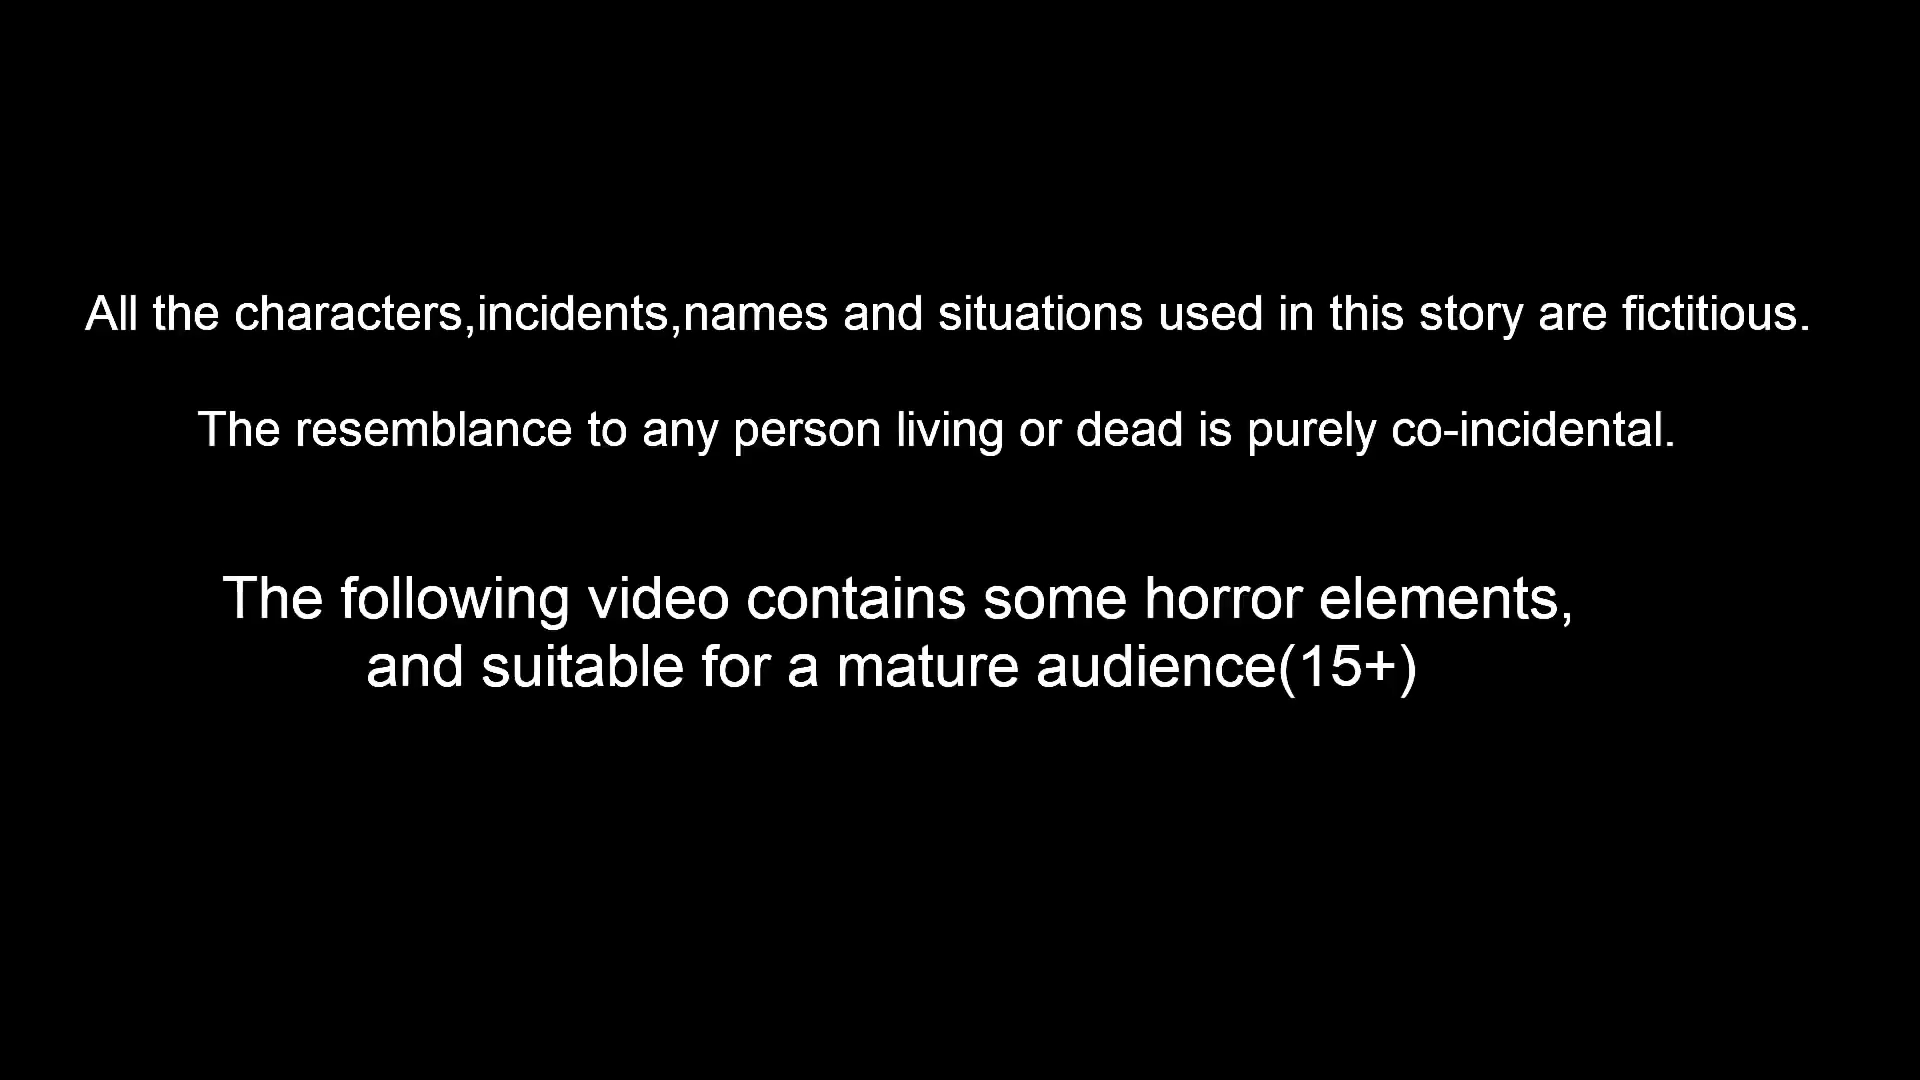 All the characters,incidents,names and situations used in this story are fictitious.
The resemblance to any person living or dead is purely co-incidental.
The following video contains some horror elements,
and suitable for a mature audience(15+)